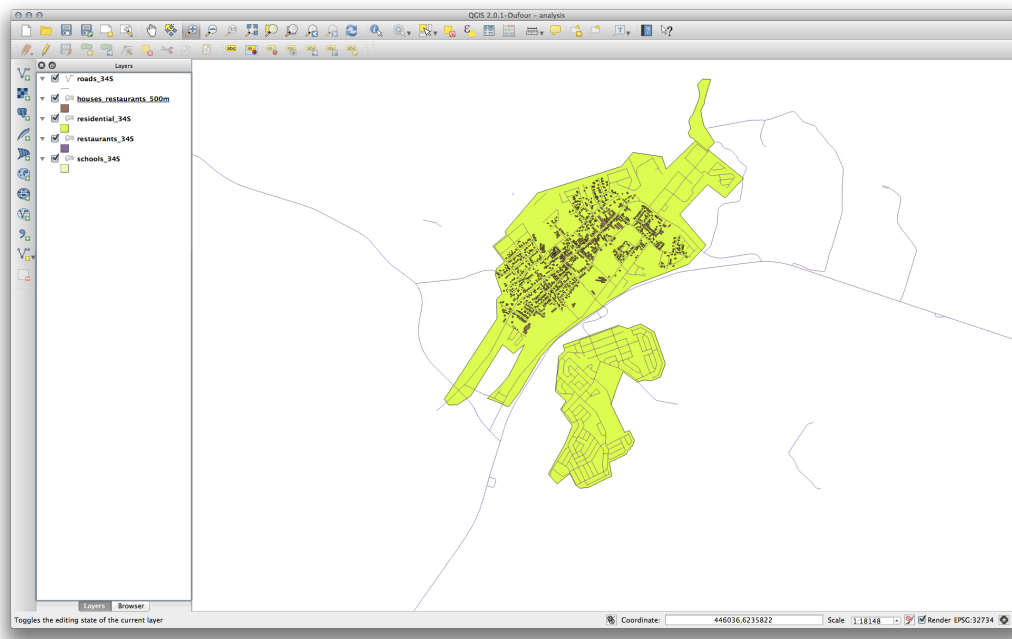 QGIS 2.0.1-Dufour - analysis
Layers
roads_34S
houses_restaurants_500m
residential_34S
restaurants_34S
schools_34S
Layers Browser
Toggles the editing state of the current layer Coordinate: 446036,6235822 Scale 1:18148 Render EPSG:32734